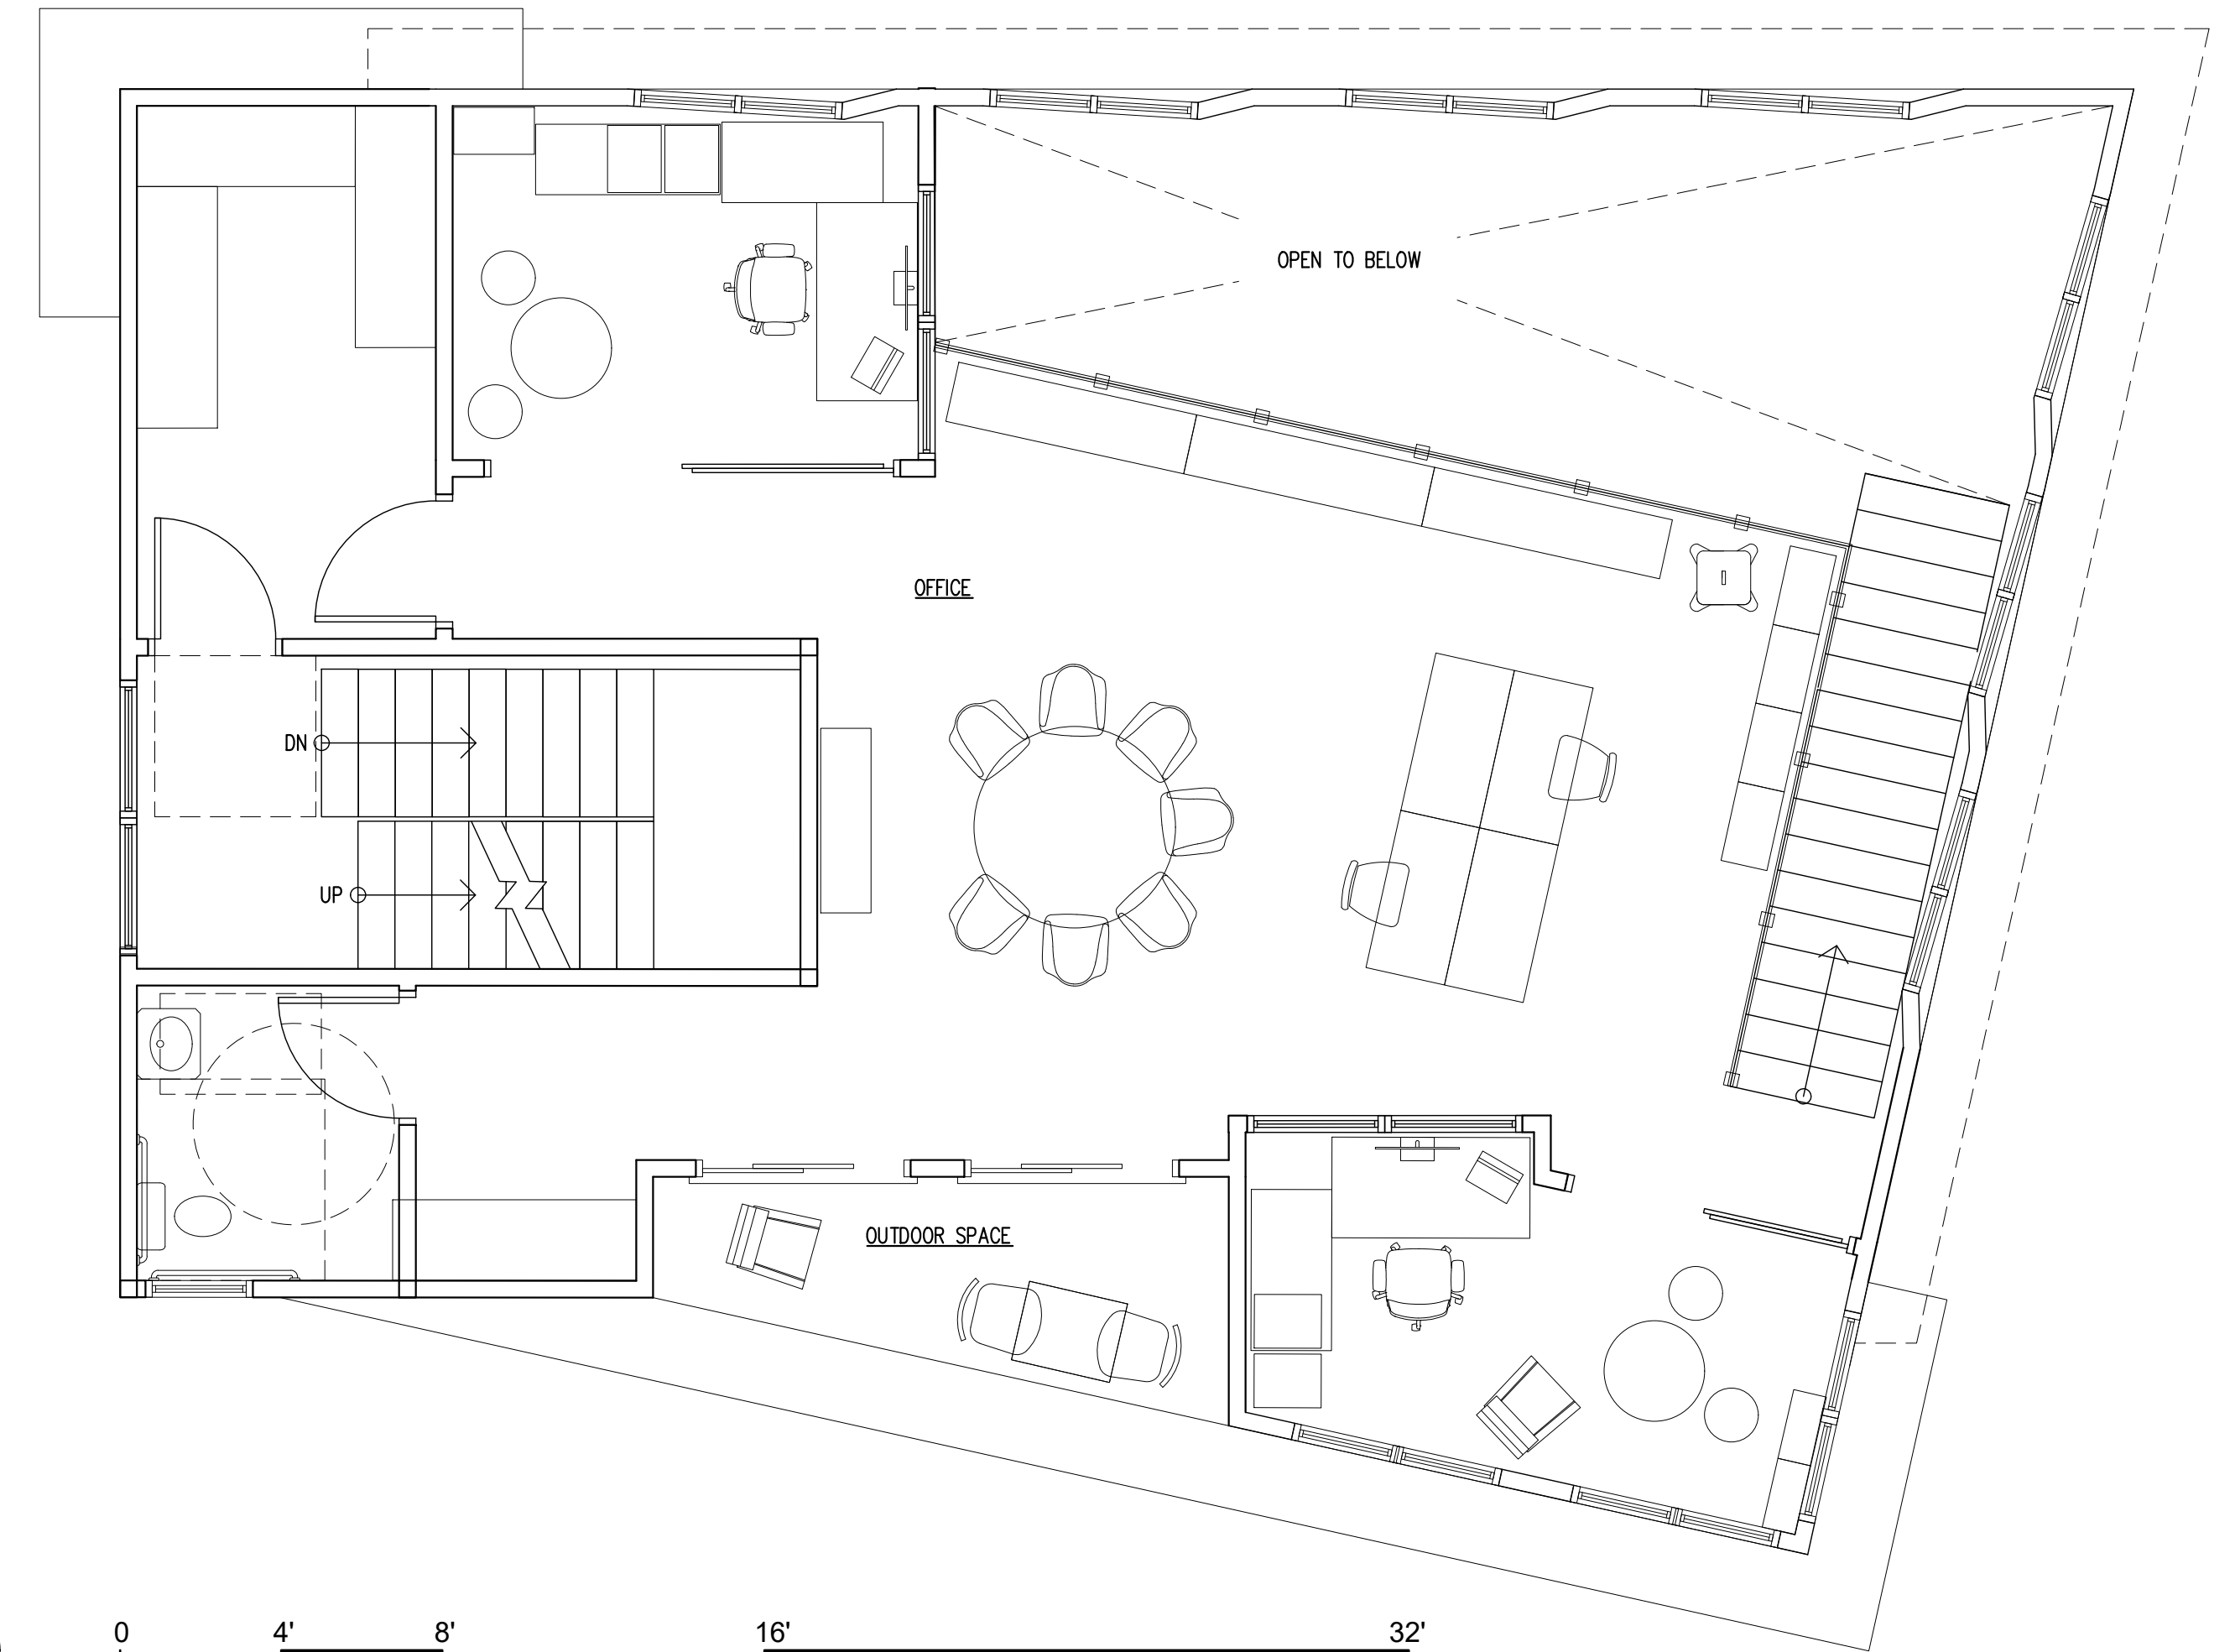 OPEN TO BELOW
OFFICE
DN
UP
OUTDOOR SPACE
0 4' 8' 16' 32'